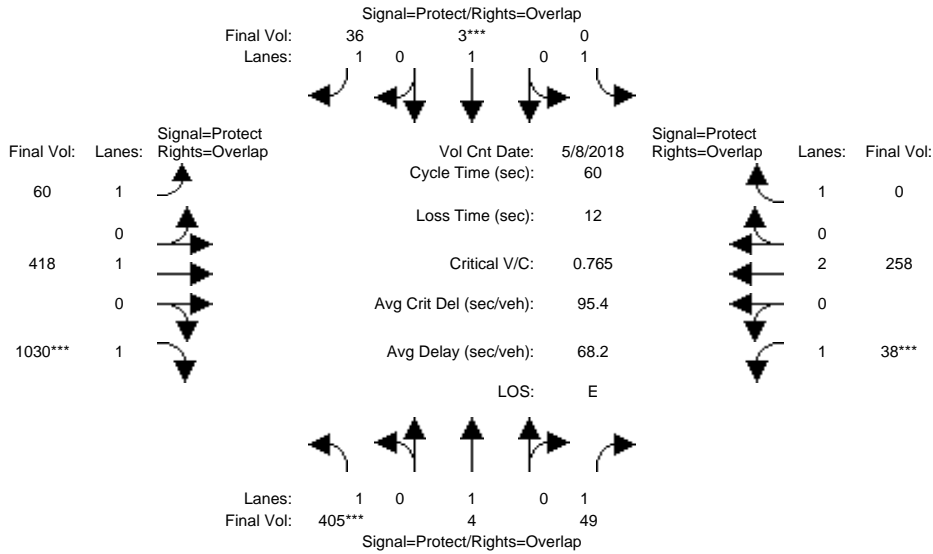 Signal=Protect/Rights=Overlap
Final Vol: 36 3*** 0
Lanes: 1 0 1 0 1
Signal=Protect
Final Vol: Lanes: Rights=Overlap
Vol Cnt Date: 5/8/2018
Signal=Protect
Rights=Overlap Lanes: Final Vol:
Cycle Time (sec): 60
60 1
1 0
Loss Time (sec): 12
0
0
418 1
Critical V/C: 0.765
2 258
0
Avg Crit Del (sec/veh): 95.4
0
1030*** 1
Avg Delay (sec/veh): 68.2
1 38***
LOS: E
Lanes: 1 0 1 0 1
Final Vol: 405*** 4 49
Signal=Protect/Rights=Overlap